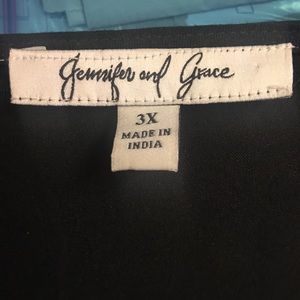 Jennifer and Grace
3X
MADE IN
INDIA